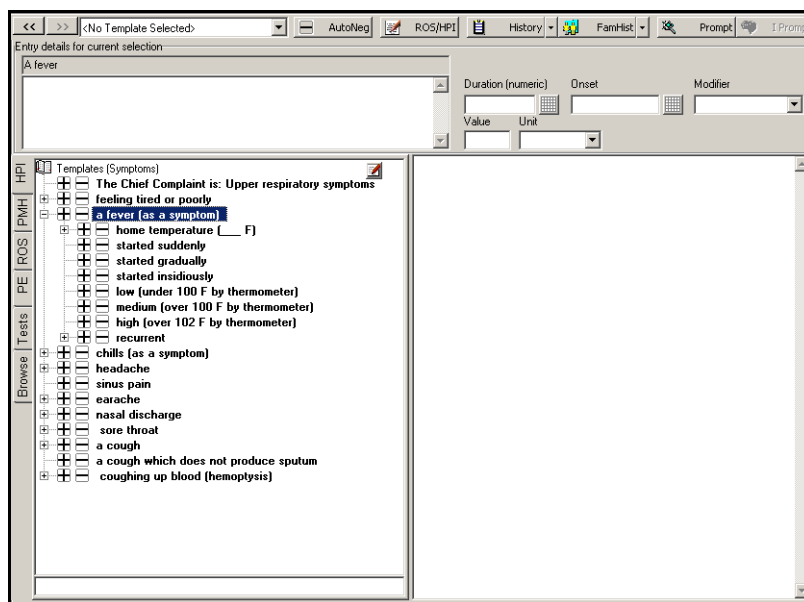 << >> <No Template Selected> AutoNeg ROS/HPI History FamHist Prompt I Promp
Entry details for current selection
A fever
Duration (numeric) Onset Modifier
Value Unit
HPI
PMH
ROS
PE
Tests
Browse
Templates (Symptoms)
The Chief Complaint is: Upper respiratory symptoms
feeling tired or poorly
a fever (as a symptom)
home temperature (___ F)
started suddenly
started gradually
started insidiously
low (under 100 F by thermometer)
medium (over 100 F by thermometer)
high (over 102 F by thermometer)
recurrent
chills (as a symptom)
headache
sinus pain
earache
nasal discharge
sore throat
a cough
a cough which does not produce sputum
coughing up blood (hemoptysis)